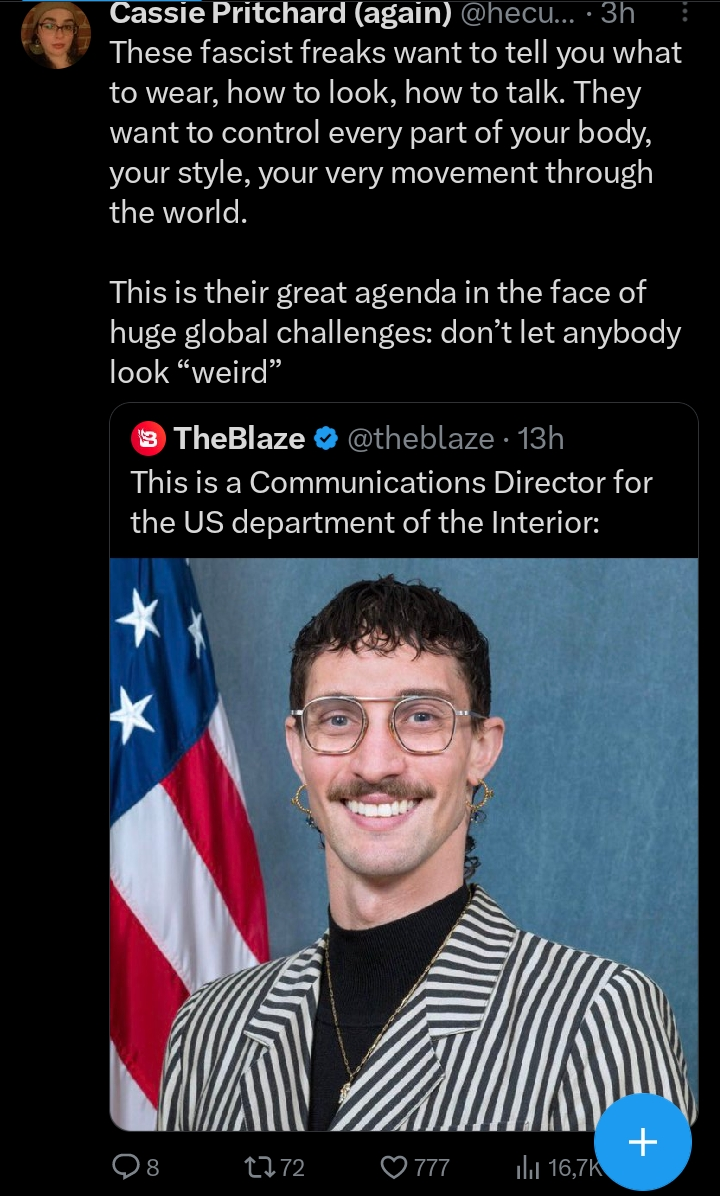 Cassie Pritchard (again) @hecu... · 3h
These fascist freaks want to tell you what
to wear, how to look, how to talk. They
want to control every part of your body,
your style, your very movement through
the world.
This is their great agenda in the face of
huge global challenges: don’t let anybody
look “weird”
TheBlaze @theblaze · 13h
This is a Communications Director for
the US department of the Interior:
8 72 777 16,7K